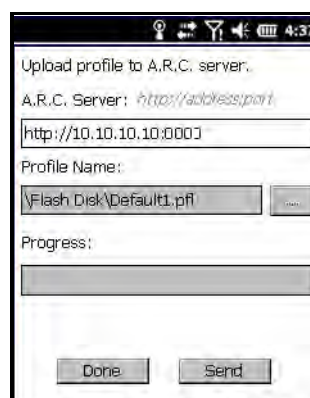 4:37
Upload profile to A.R.C. server.
A.R.C. Server: http://address:port
http://10.10.10.10:0000
Profile Name:
\Flash Disk\Default1.pfl
...
Progress:
Done Send